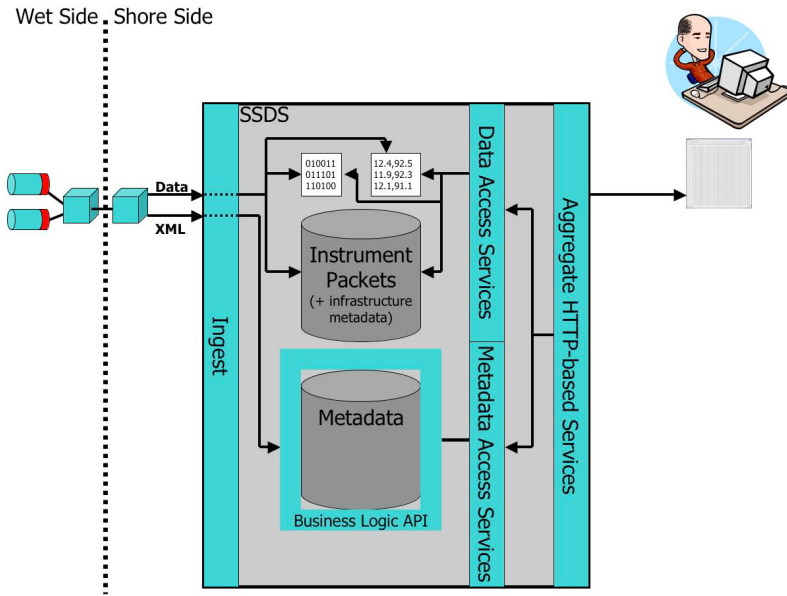 Wet Side
Shore Side
SSDS
Data
XML
010011
011101
110100
12.4,92.5
11.9,92.3
12.1,91.1
Instrument
Packets
(+ infrastructure
metadata)
Ingest
Metadata
Business Logic API
Data Access Services
Metadata Access Services
Aggregate HTTP-based Services